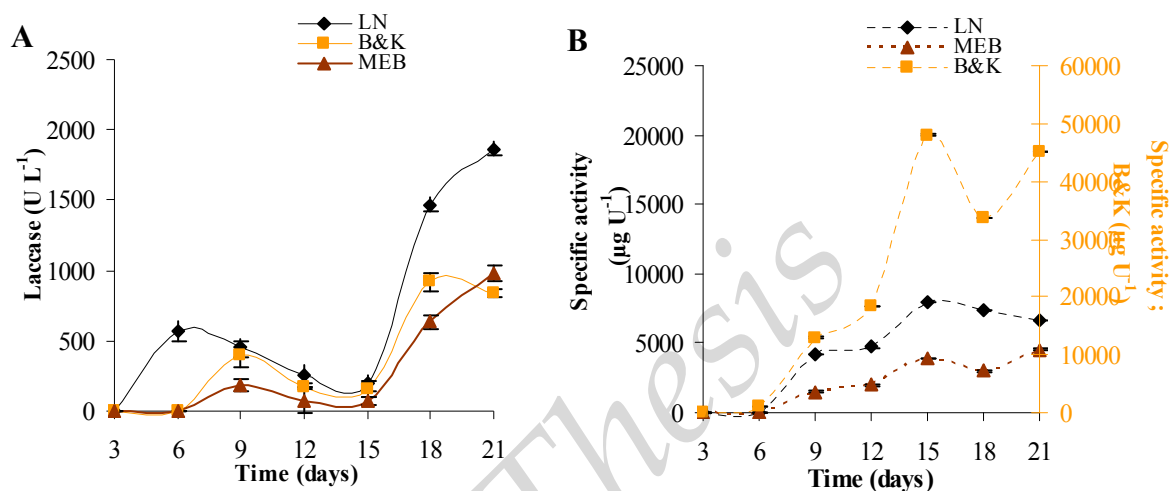 A
LN
B&K
MEB
2500
2000
1500
1000
500
0
Laccase (U L⁻¹)
3 6 9 12 15 18 21
Time (days)
B
LN
MEB
B&K
25000
20000
15000
10000
5000
0
Specific activity
(µg U⁻¹)
60000
50000
40000
30000
20000
10000
0
Specific activity ;
B&K (µg U⁻¹)
3 6 9 12 15 18 21
Time (days)
Thesis